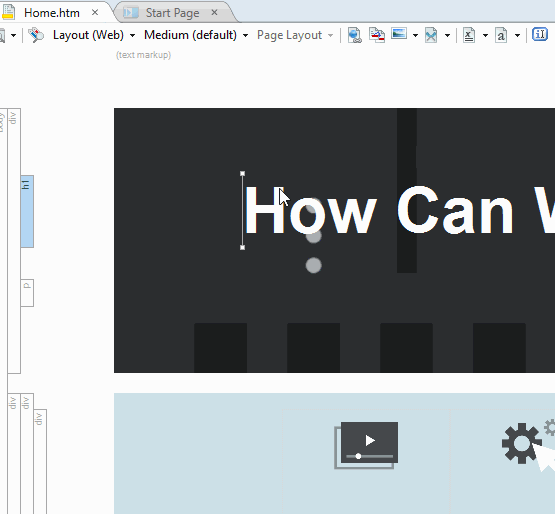 Home.htm
Start Page
Layout (Web)
Medium (default)
Page Layout
a
(text markup)
body
div
h1
How Can W
p
div
div
div